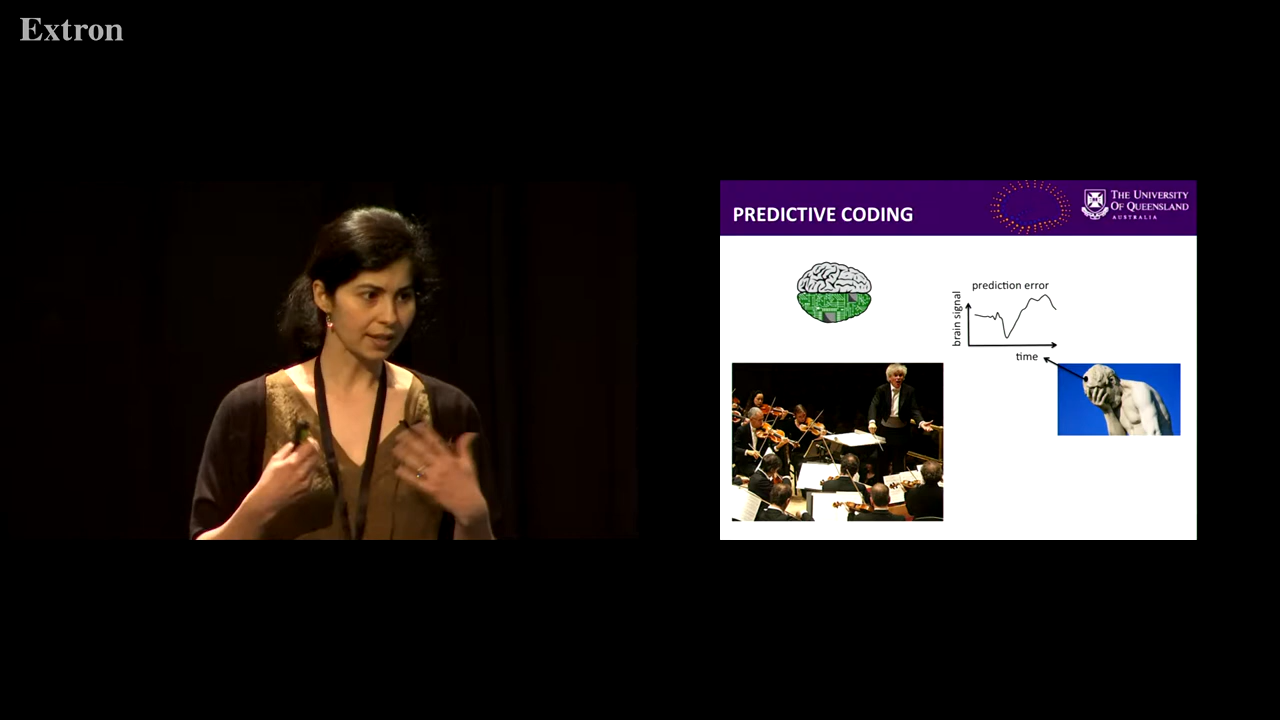 Extron
PREDICTIVE CODING
THE UNIVERSITY
OF QUEENSLAND
AUSTRALIA
prediction error
brain signal
time